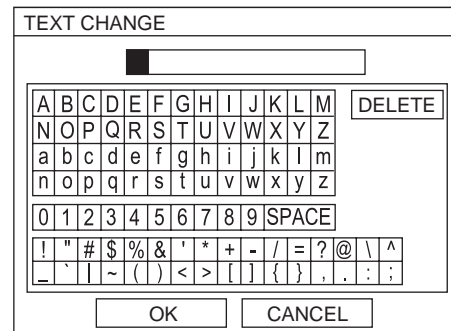 TEXT CHANGE
A B C D E F G H I J K L M DELETE
N O P Q R S T U V W X Y Z
a b c d e f g h i j k l m
n o p q r s t u v w x y z
0 1 2 3 4 5 6 7 8 9 SPACE
! " # $ % & ' * + - / = ? @ \ ^
_ ` | ~ ( ) < > [ ] { } , . : ;
OK CANCEL